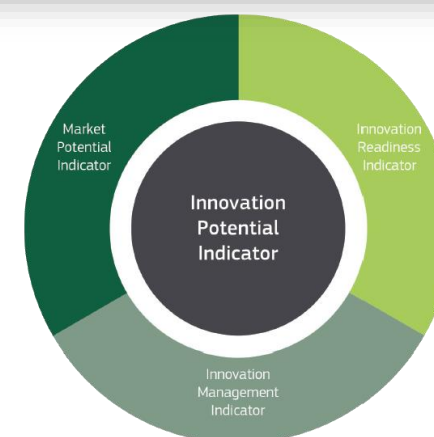 Market
Potential
Indicator
Innovation
Readiness
Indicator
Innovation
Potential
Indicator
Innovation
Management
Indicator